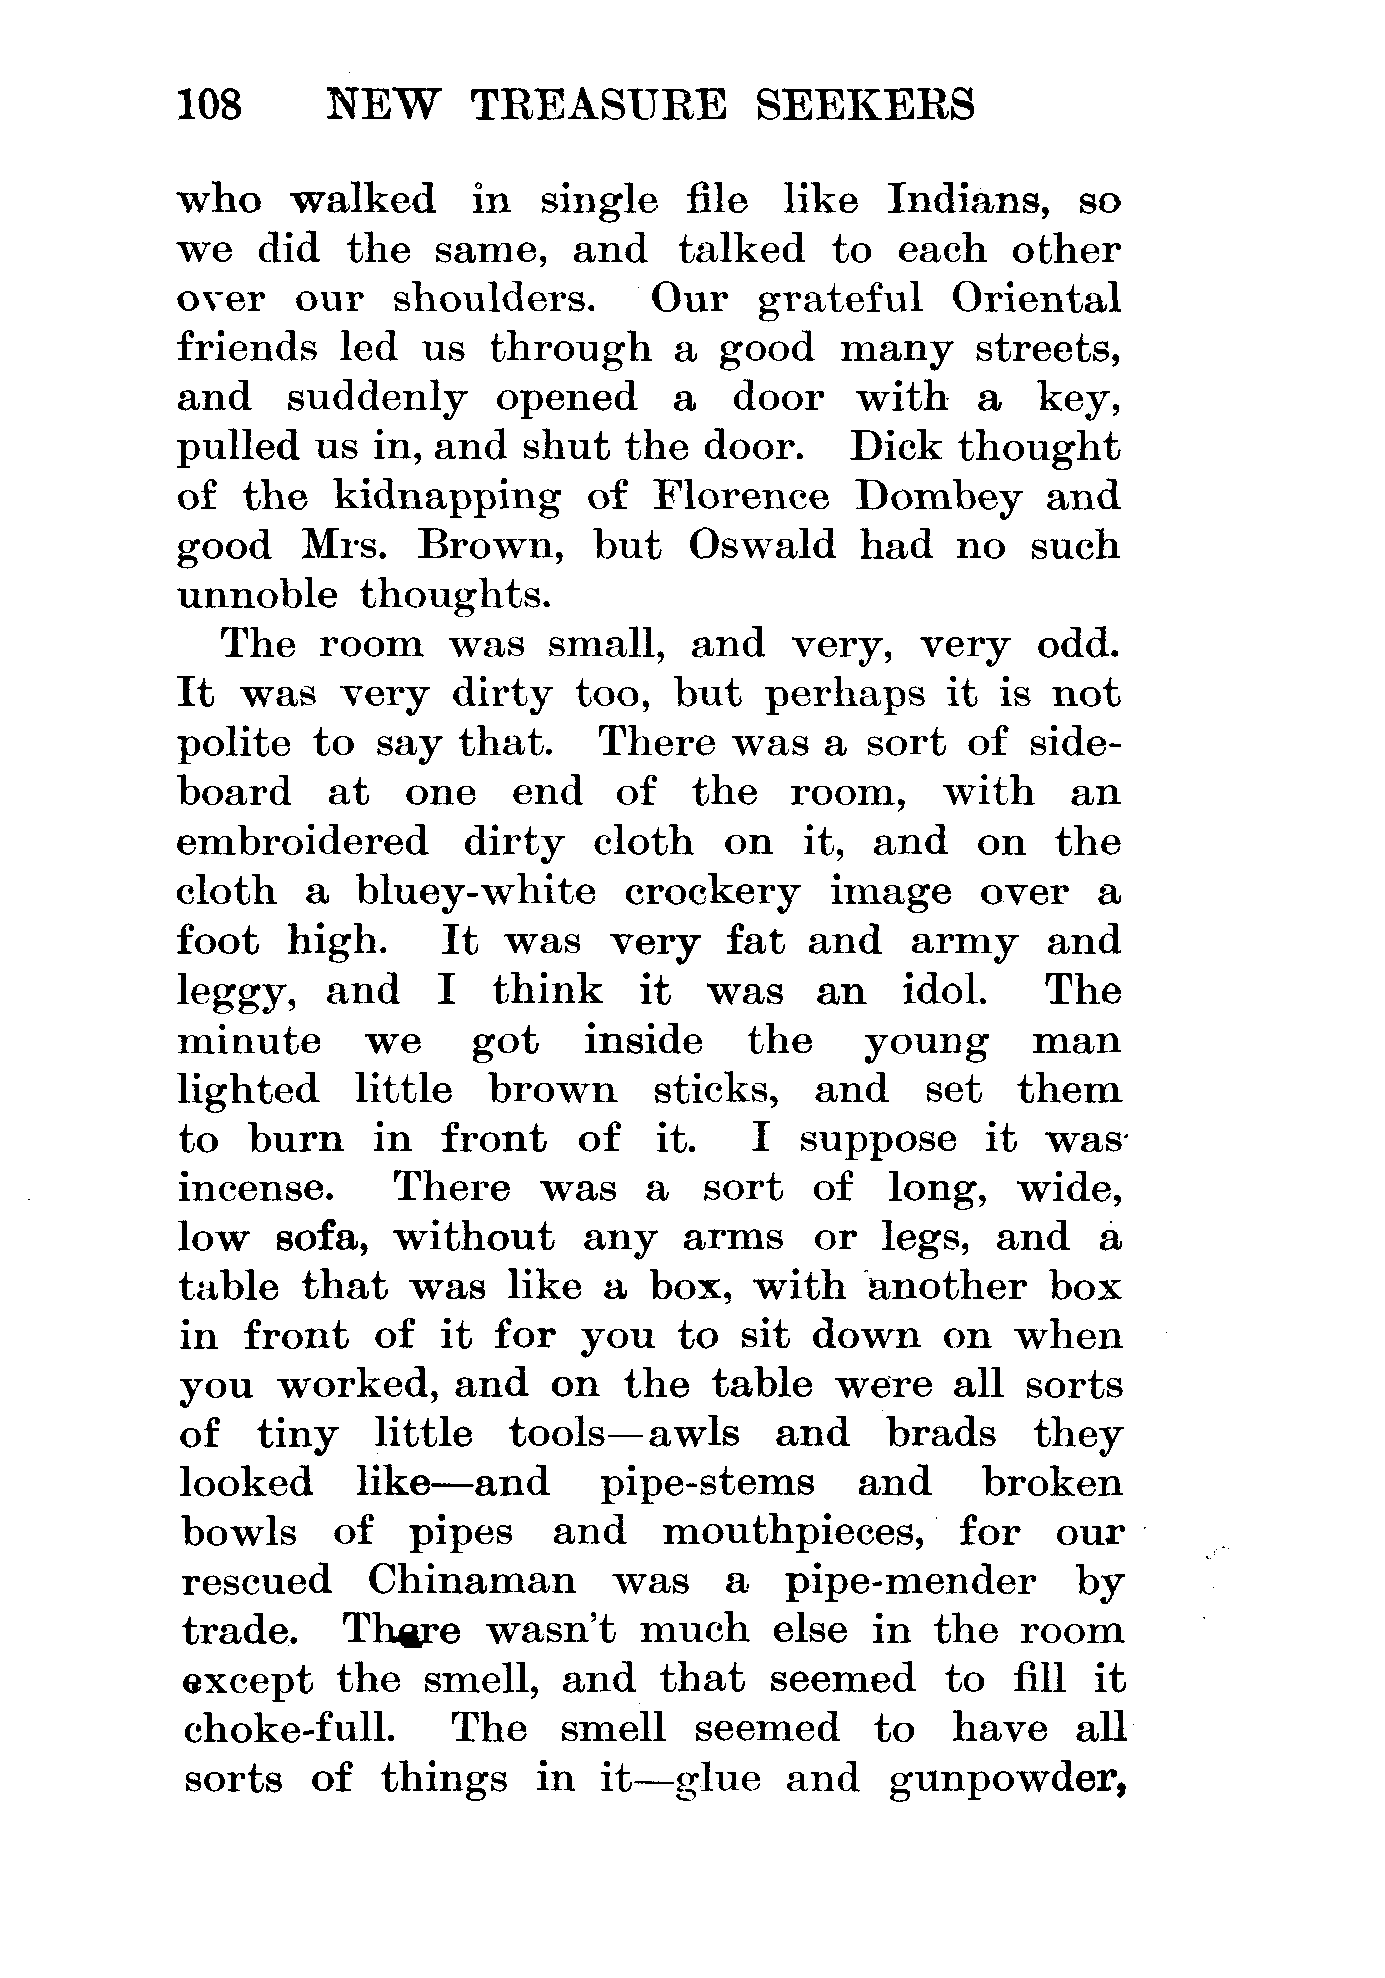 108 NEW TREASURE SEEKERS
who walked in single file like Indians, so
we did the same, and talked to each other
over our shoulders. Our grateful Oriental
friends led us through a good many streets,
and suddenly opened a door with a key,
pulled us in, and shut the door. Dick thought
of the kidnapping of Florence Dombey and
good Mrs. Brown, but Oswald had no such
unnoble thoughts.
The room was small, and very, very odd.
It was very dirty too, but perhaps it is not
polite to say that. There was a sort of side-
board at one end of the room, with an
embroidered dirty cloth on it, and on the
cloth a bluey-white crockery image over a
foot high. It was very fat and army and
leggy, and I think it was an idol. The
minute we got inside the young man
lighted little brown sticks, and set them
to burn in front of it. I suppose it was
incense. There was a sort of long, wide,
low sofa, without any arms or legs, and a
table that was like a box, with another box
in front of it for you to sit down on when
you worked, and on the table were all sorts
of tiny little tools—awls and brads they
looked like—and pipe-stems and broken
bowls of pipes and mouthpieces, for our
rescued Chinaman was a pipe-mender by
trade. There wasn't much else in the room
except the smell, and that seemed to fill it
choke-full. The smell seemed to have all
sorts of things in it—glue and gunpowder,